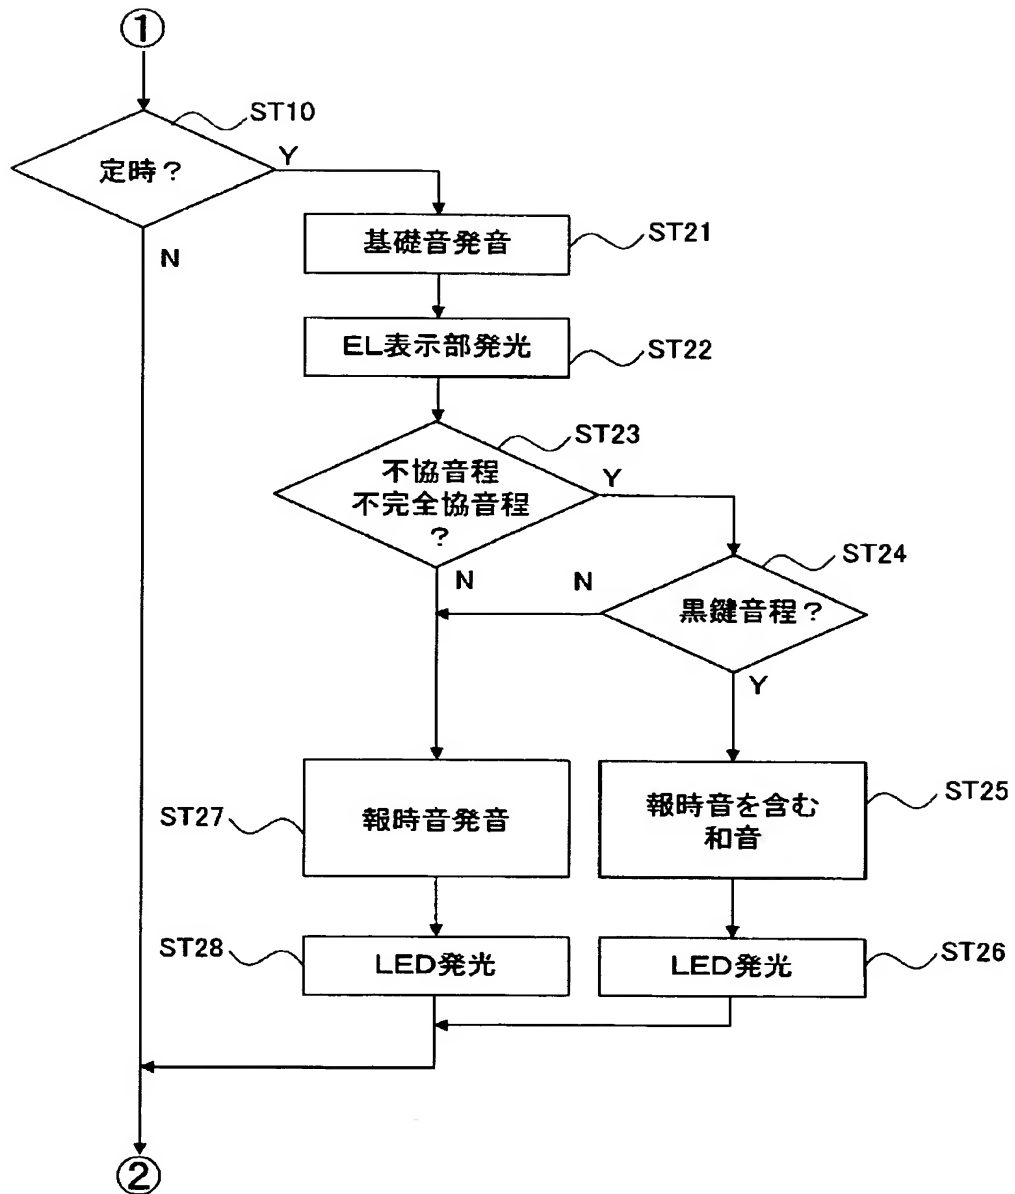 ①
ST10
定時?
Y
N
基礎音発音
ST21
EL表示部発光
ST22
ST23
不協音程
不完全協音程
?
Y
N
ST24
黒鍵音程?
N
Y
ST27
報時音発音
報時音を含む
和音
ST25
ST28
LED発光
LED発光
ST26
②